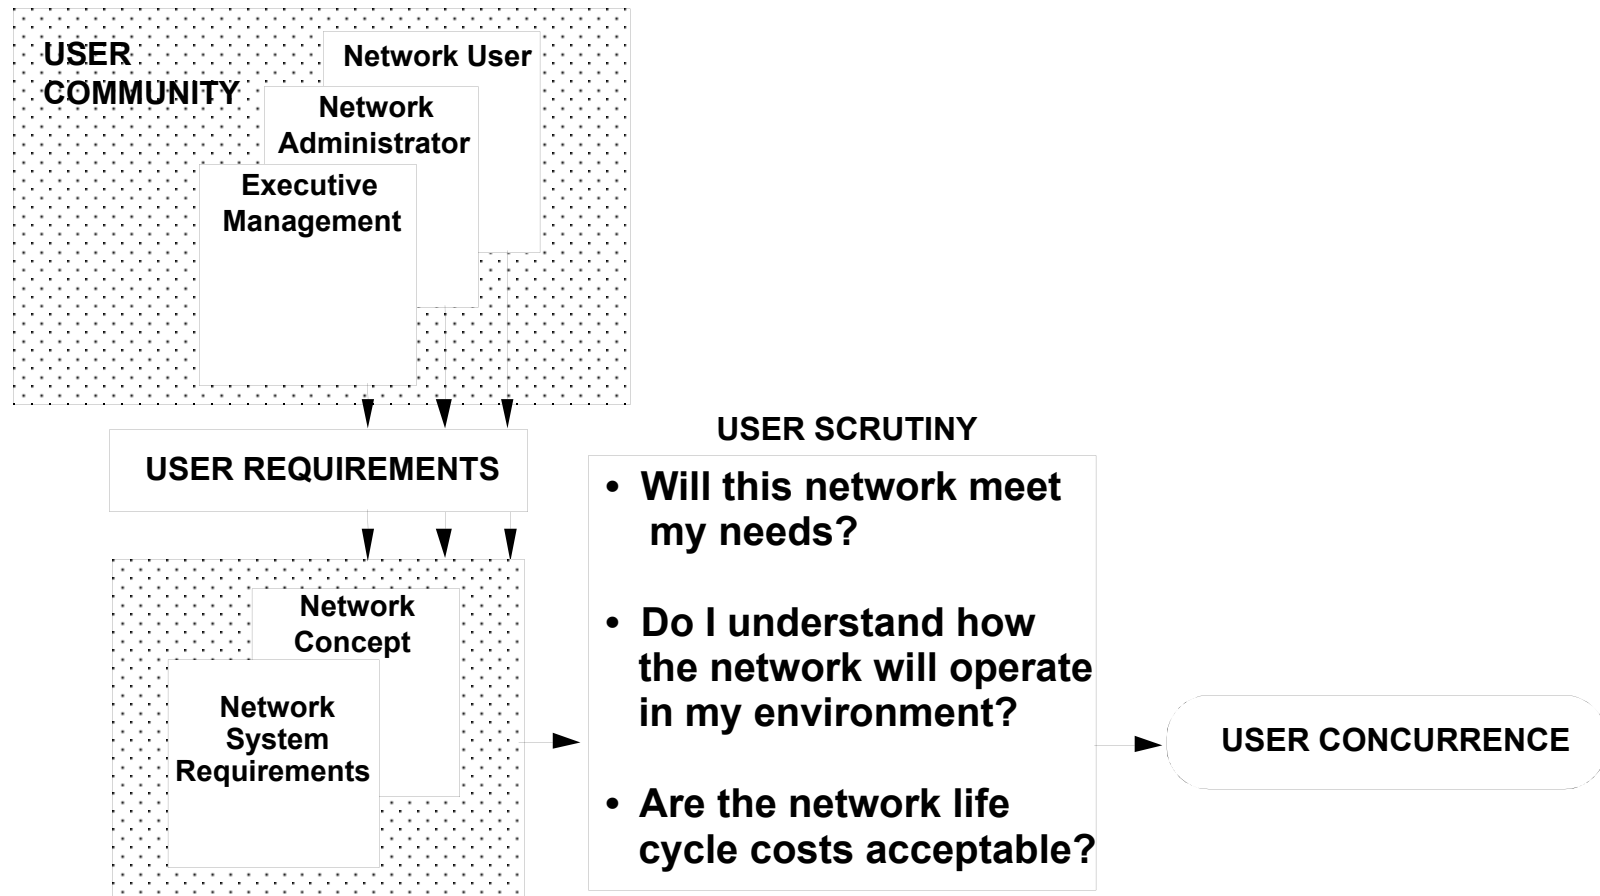 USER
COMMUNITY
Network User
Network
Administrator
Executive
Management
USER REQUIREMENTS
Network
Concept
Network
System
Requirements
USER SCRUTINY
• Will this network meet
my needs?
• Do I understand how
the network will operate
in my environment?
• Are the network life
cycle costs acceptable?
USER CONCURRENCE